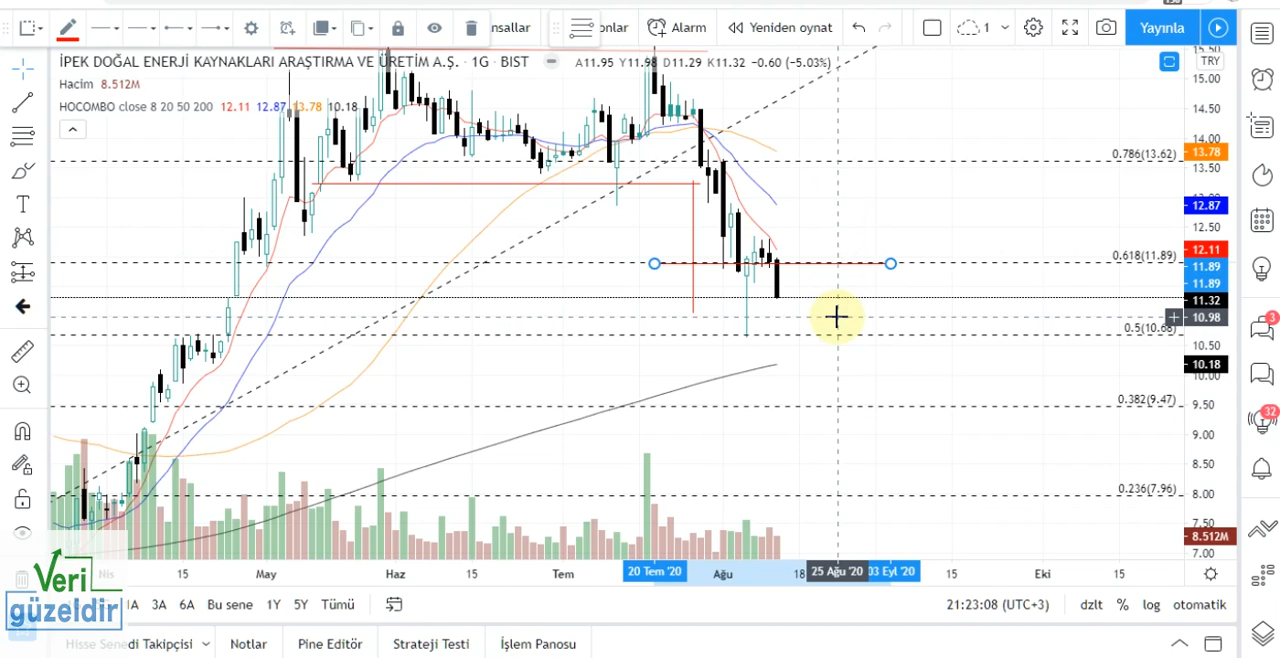 nsallar
onlar
Alarm
Yeniden oynat
1
Yayınla
İPEK DOĞAL ENERJİ KAYNAKLARI ARAŞTIRMA VE ÜRETİM A.Ş. · 1G · BIST
A11.95 Y11.98 D11.29 K11.32 −0.60 (−5.03%)
Hacim 8.512M
HOCOMBO close 8 20 50 200 12.11 12.87 13.78 10.18
15.50
TRY
15.00
14.50
14.00
0.786(13.62)
13.78
13.50
13.00
12.87
12.50
12.11
0.618(11.89)
11.89
11.89
11.32
10.98
0.5(10.68)
10.50
10.18
10.00
0.382(9.47)
9.50
9.00
8.50
0.236(7.96)
8.00
7.50
8.512M
7.00
Nis
15
May
Haz
15
Tem
20 Tem '20
Ağu
18
25 Ağu '20
03 Eyl '20
15
Eki
15
3
32
Veri
güzeldir
3A
6A
Bu sene
1Y
5Y
Tümü
21:23:08 (UTC+3)
dzlt
%
log
otomatik
Hisse Senedi Takipçisi
Notlar
Pine Editör
Strateji Testi
İşlem Panosu